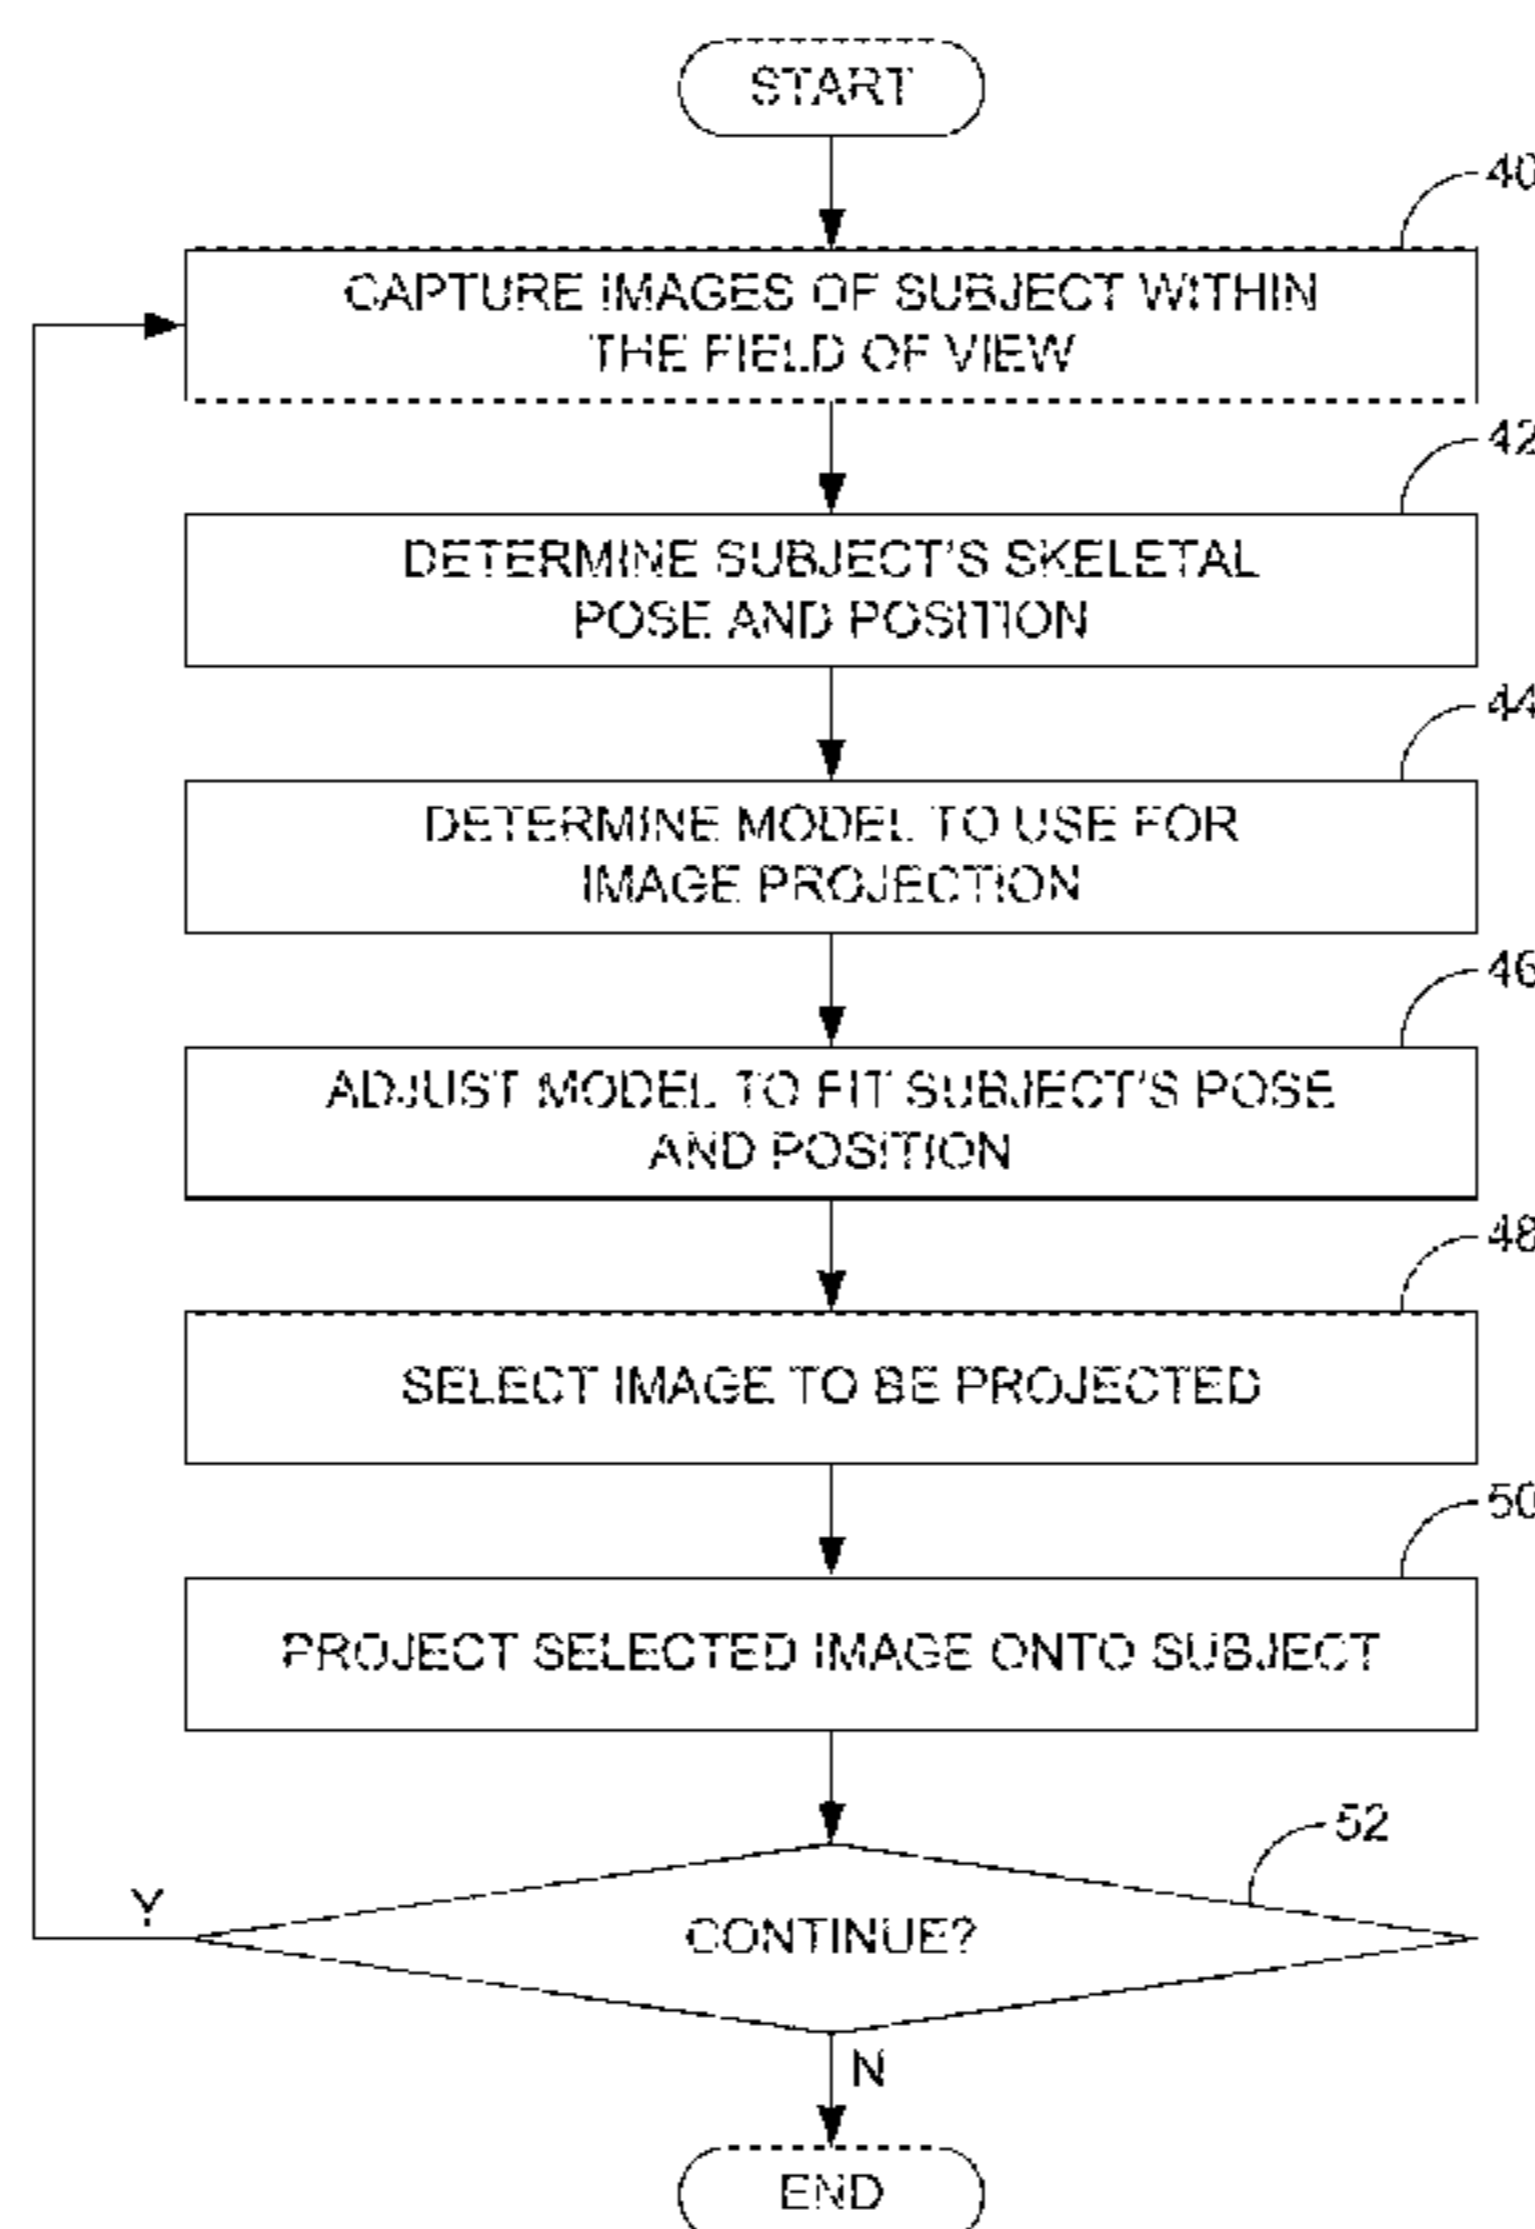 START
40
CAPTURE IMAGES OF SUBJECT WITHIN
THE FIELD OF VIEW
42
DETERMINE SUBJECT'S SKELETAL
POSE AND POSITION
44
DETERMINE MODEL TO USE FOR
IMAGE PROJECTION
46
ADJUST MODEL TO FIT SUBJECT'S POSE
AND POSITION
48
SELECT IMAGE TO BE PROJECTED
50
PROJECT SELECTED IMAGE ONTO SUBJECT
52
Y
CONTINUE?
N
END